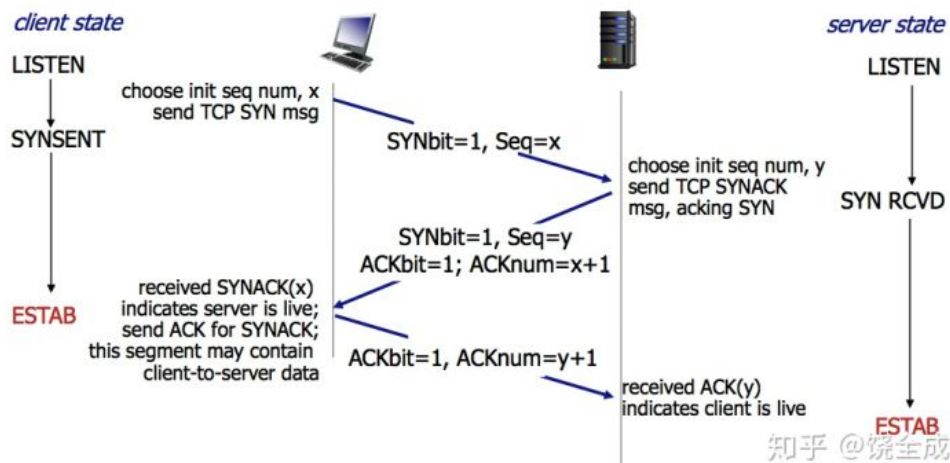 client state
server state
LISTEN
LISTEN
choose init seq num, x
send TCP SYN msg
SYNSENT
SYNbit=1, Seq=x
choose init seq num, y
send TCP SYNACK
msg, acking SYN
SYN RCVD
SYNbit=1, Seq=y
ACKbit=1; ACKnum=x+1
received SYNACK(x)
indicates server is live;
send ACK for SYNACK;
this segment may contain
client-to-server data
ESTAB
ACKbit=1, ACKnum=y+1
received ACK(y)
indicates client is live
ESTAB
知乎 @饶全成